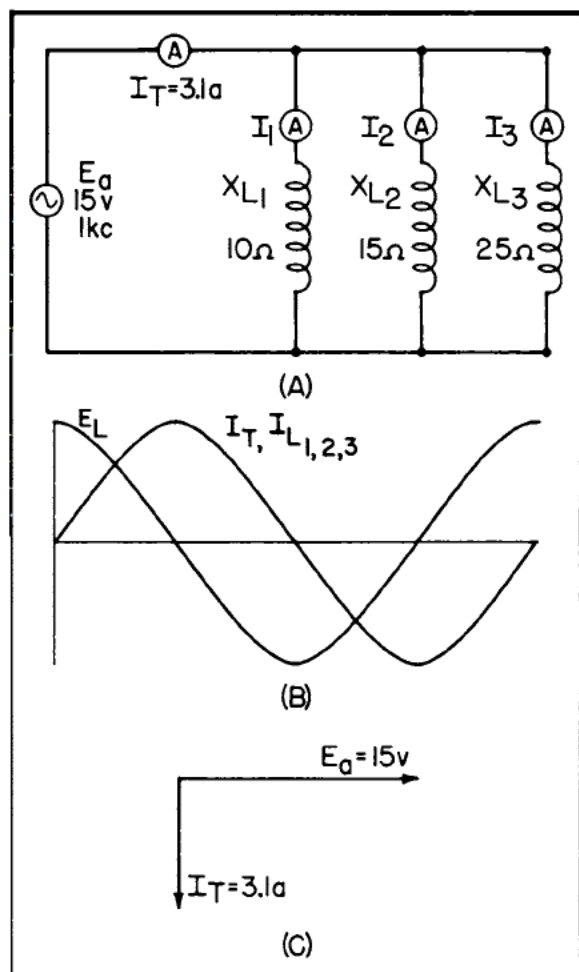 A
I_T=3.1a
I_1 A I_2 A I_3 A
E_a
15v
1kc
X_L1 X_L2 X_L3
10Ω 15Ω 25Ω
(A)
E_L I_T, I_L1,2,3
(B)
E_a=15v
I_T=3.1a
(C)